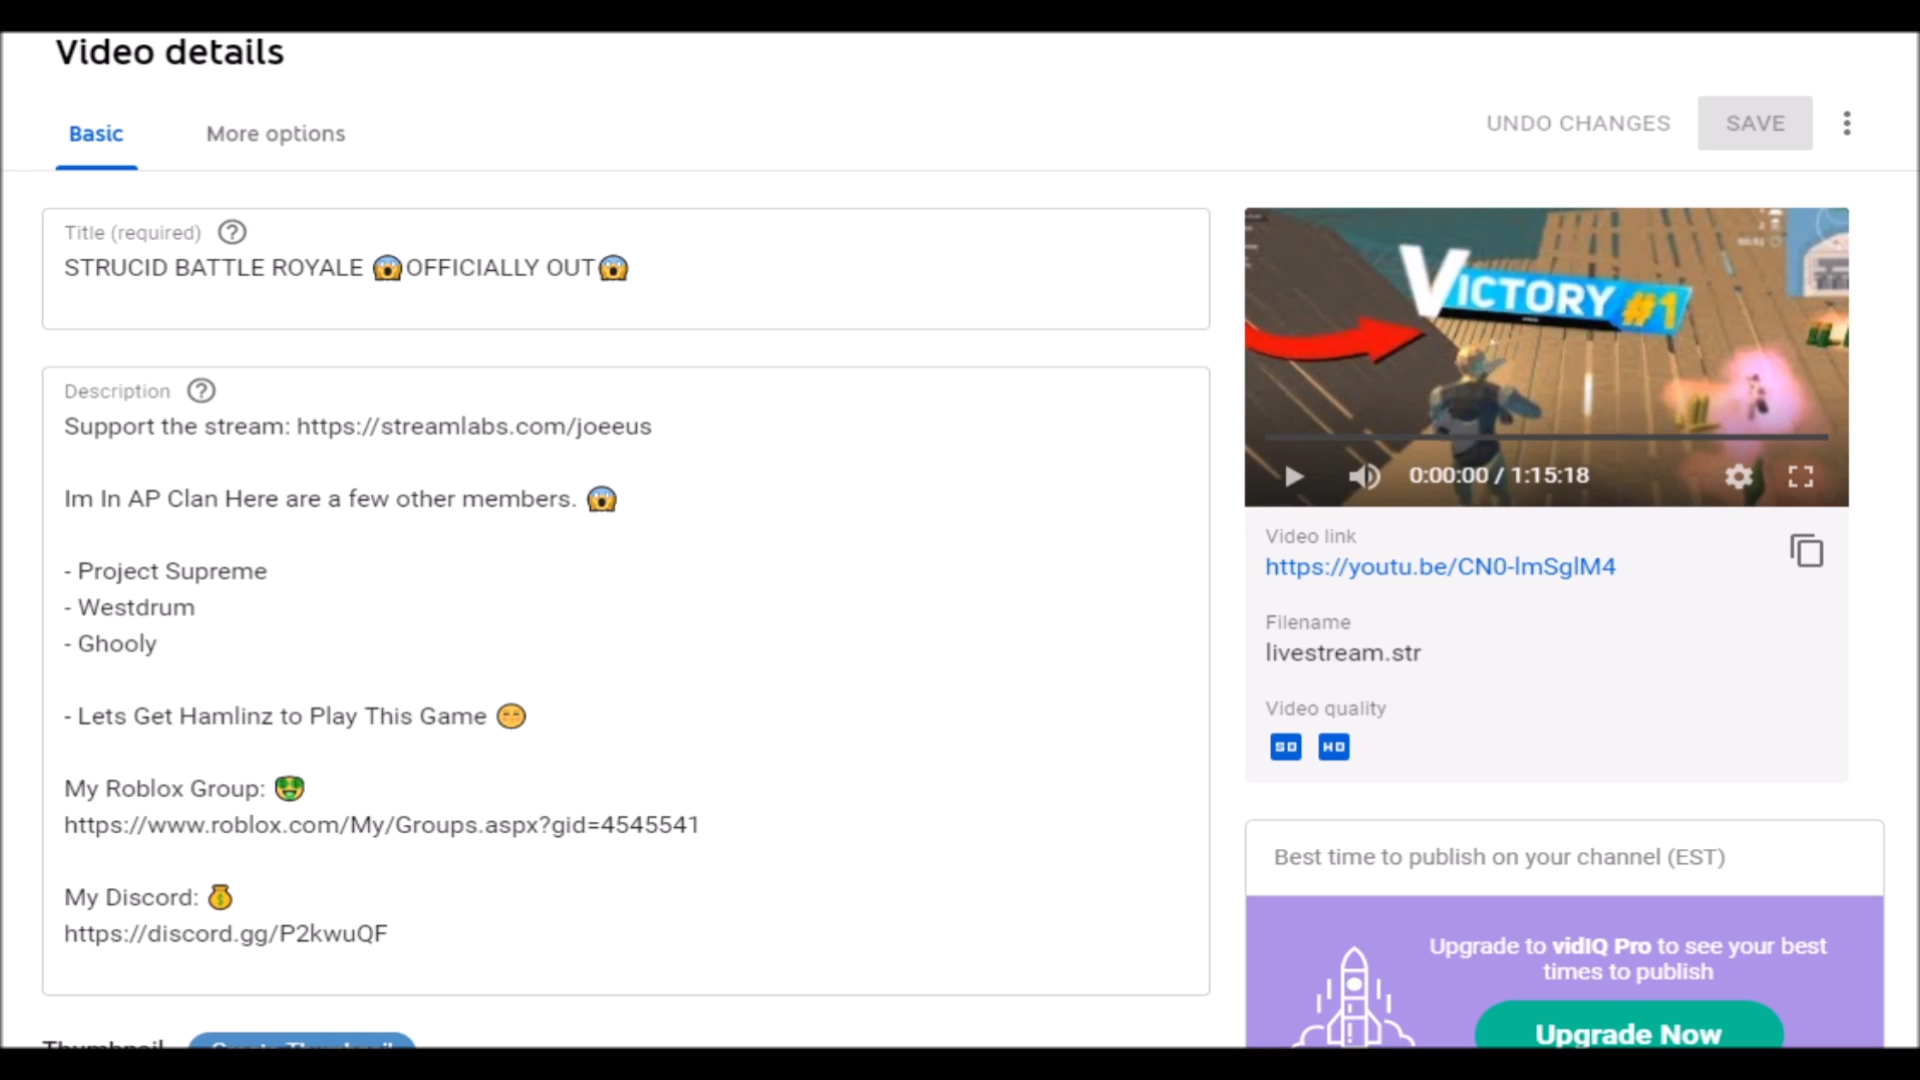 Video details
Basic
More options
UNDO CHANGES
SAVE
Title (required)
STRUCID BATTLE ROYALE 😱OFFICIALLY OUT😱
Description
Support the stream: https://streamlabs.com/joeeus
Im In AP Clan Here are a few other members. 😱
- Project Supreme
- Westdrum
- Ghooly
- Lets Get Hamlinz to Play This Game 😁
My Roblox Group: 🤑
https://www.roblox.com/My/Groups.aspx?gid=4545541
My Discord: 💰
https://discord.gg/P2kwuQF
Thumbnail
VICTORY #1
0:00:00 / 1:15:18
Video link
https://youtu.be/CN0-lmSglM4
Filename
livestream.str
Video quality
SD HD
Best time to publish on your channel (EST)
Upgrade to vidIQ Pro to see your best
times to publish
Upgrade Now